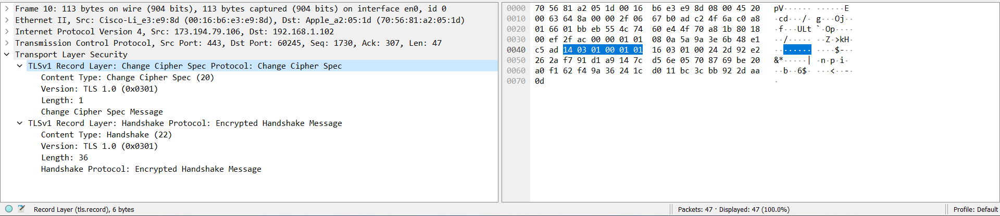 Frame 10: 113 bytes on wire (904 bits), 113 bytes captured (904 bits) on interface en0, id 0
Ethernet II, Src: Cisco-Li_e3:e9:8d (00:16:b6:e3:e9:8d), Dst: Apple_a2:05:1d (70:56:81:a2:05:1d)
Internet Protocol Version 4, Src: 173.194.79.106, Dst: 192.168.1.102
Transmission Control Protocol, Src Port: 443, Dst Port: 60245, Seq: 1730, Ack: 307, Len: 47
Transport Layer Security
TLSv1 Record Layer: Change Cipher Spec Protocol: Change Cipher Spec
Content Type: Change Cipher Spec (20)
Version: TLS 1.0 (0x0301)
Length: 1
Change Cipher Spec Message
TLSv1 Record Layer: Handshake Protocol: Encrypted Handshake Message
Content Type: Handshake (22)
Version: TLS 1.0 (0x0301)
Length: 36
Handshake Protocol: Encrypted Handshake Message
0000 70 56 81 a2 05 1d 00 16 b6 e3 e9 8d 08 00 45 20 pV······ ······E
0010 00 63 64 8a 00 00 2f 06 67 b0 ad c2 4f 6a c0 a8 ·cd···/· g···Oj··
0020 01 66 01 bb eb 55 4c 74 60 e4 4f 70 a8 1b 80 18 ·f···ULt `·Op····
0030 00 ef 2f ac 00 00 01 01 08 0a 5a 9a 3e 6b 48 e1 ··/····· ··Z·>kH·
0040 c5 ad 14 03 01 00 01 01 16 03 01 00 24 2d 92 e2 ········ ····$-··
0050 26 2a f7 91 d1 a9 14 7c d5 6e 05 70 87 69 be 20 &*·····| ·n·p·i·
0060 a0 f1 62 f4 9a 36 24 1c d0 11 bc 3c bb 92 2d aa ··b··6$· ···<··-·
0070 0d ·
Record Layer (tls.record), 6 bytes
Packets: 47 · Displayed: 47 (100.0%)
Profile: Default